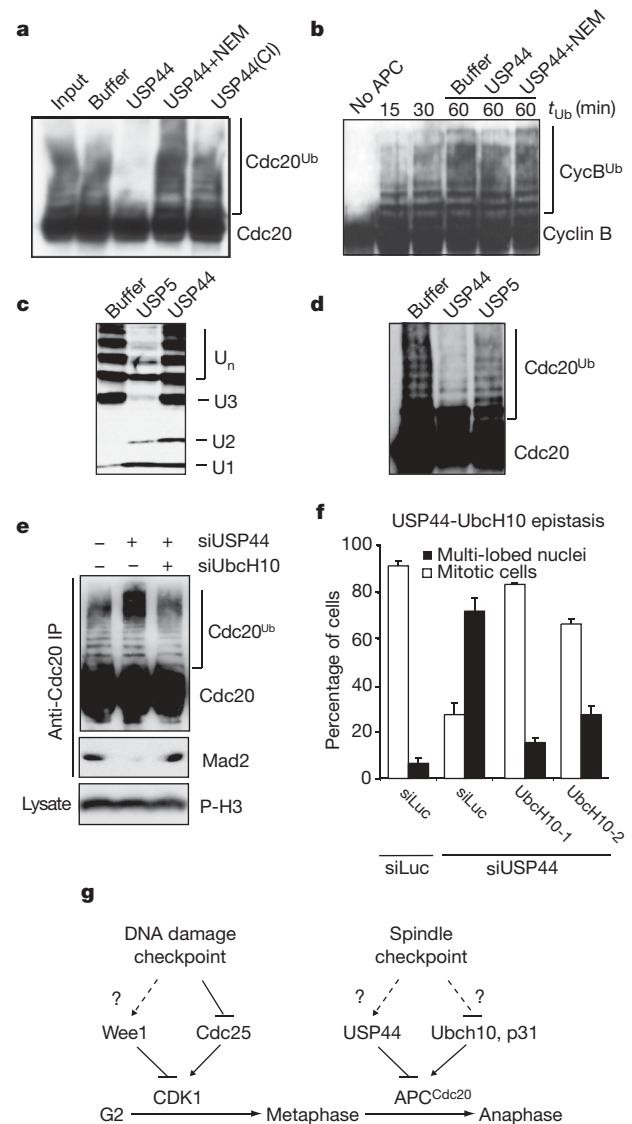 a
Input
Buffer
USP44
USP44+NEM
USP44(CI)
Cdc20Ub
Cdc20
b
No APC
Buffer
USP44
USP44+NEM
15 30 60 60 60 tUb (min)
CycBUb
Cyclin B
c
Buffer
USP5
USP44
Un
U3
U2
U1
d
Buffer
USP44
USP5
Cdc20Ub
Cdc20
e
– + + siUSP44
– – + siUbcH10
Anti-Cdc20 IP
Cdc20Ub
Cdc20
Mad2
Lysate
P-H3
f
USP44-UbcH10 epistasis
Multi-lobed nuclei
Mitotic cells
Percentage of cells
100
80
60
40
20
0
siLuc
siLuc
UbcH10-1
UbcH10-2
siLuc
siUSP44
g
DNA damage
checkpoint
?
Wee1
Cdc25
CDK1
Spindle
checkpoint
?
?
USP44
Ubch10, p31
APCCdc20
G2
Metaphase
Anaphase